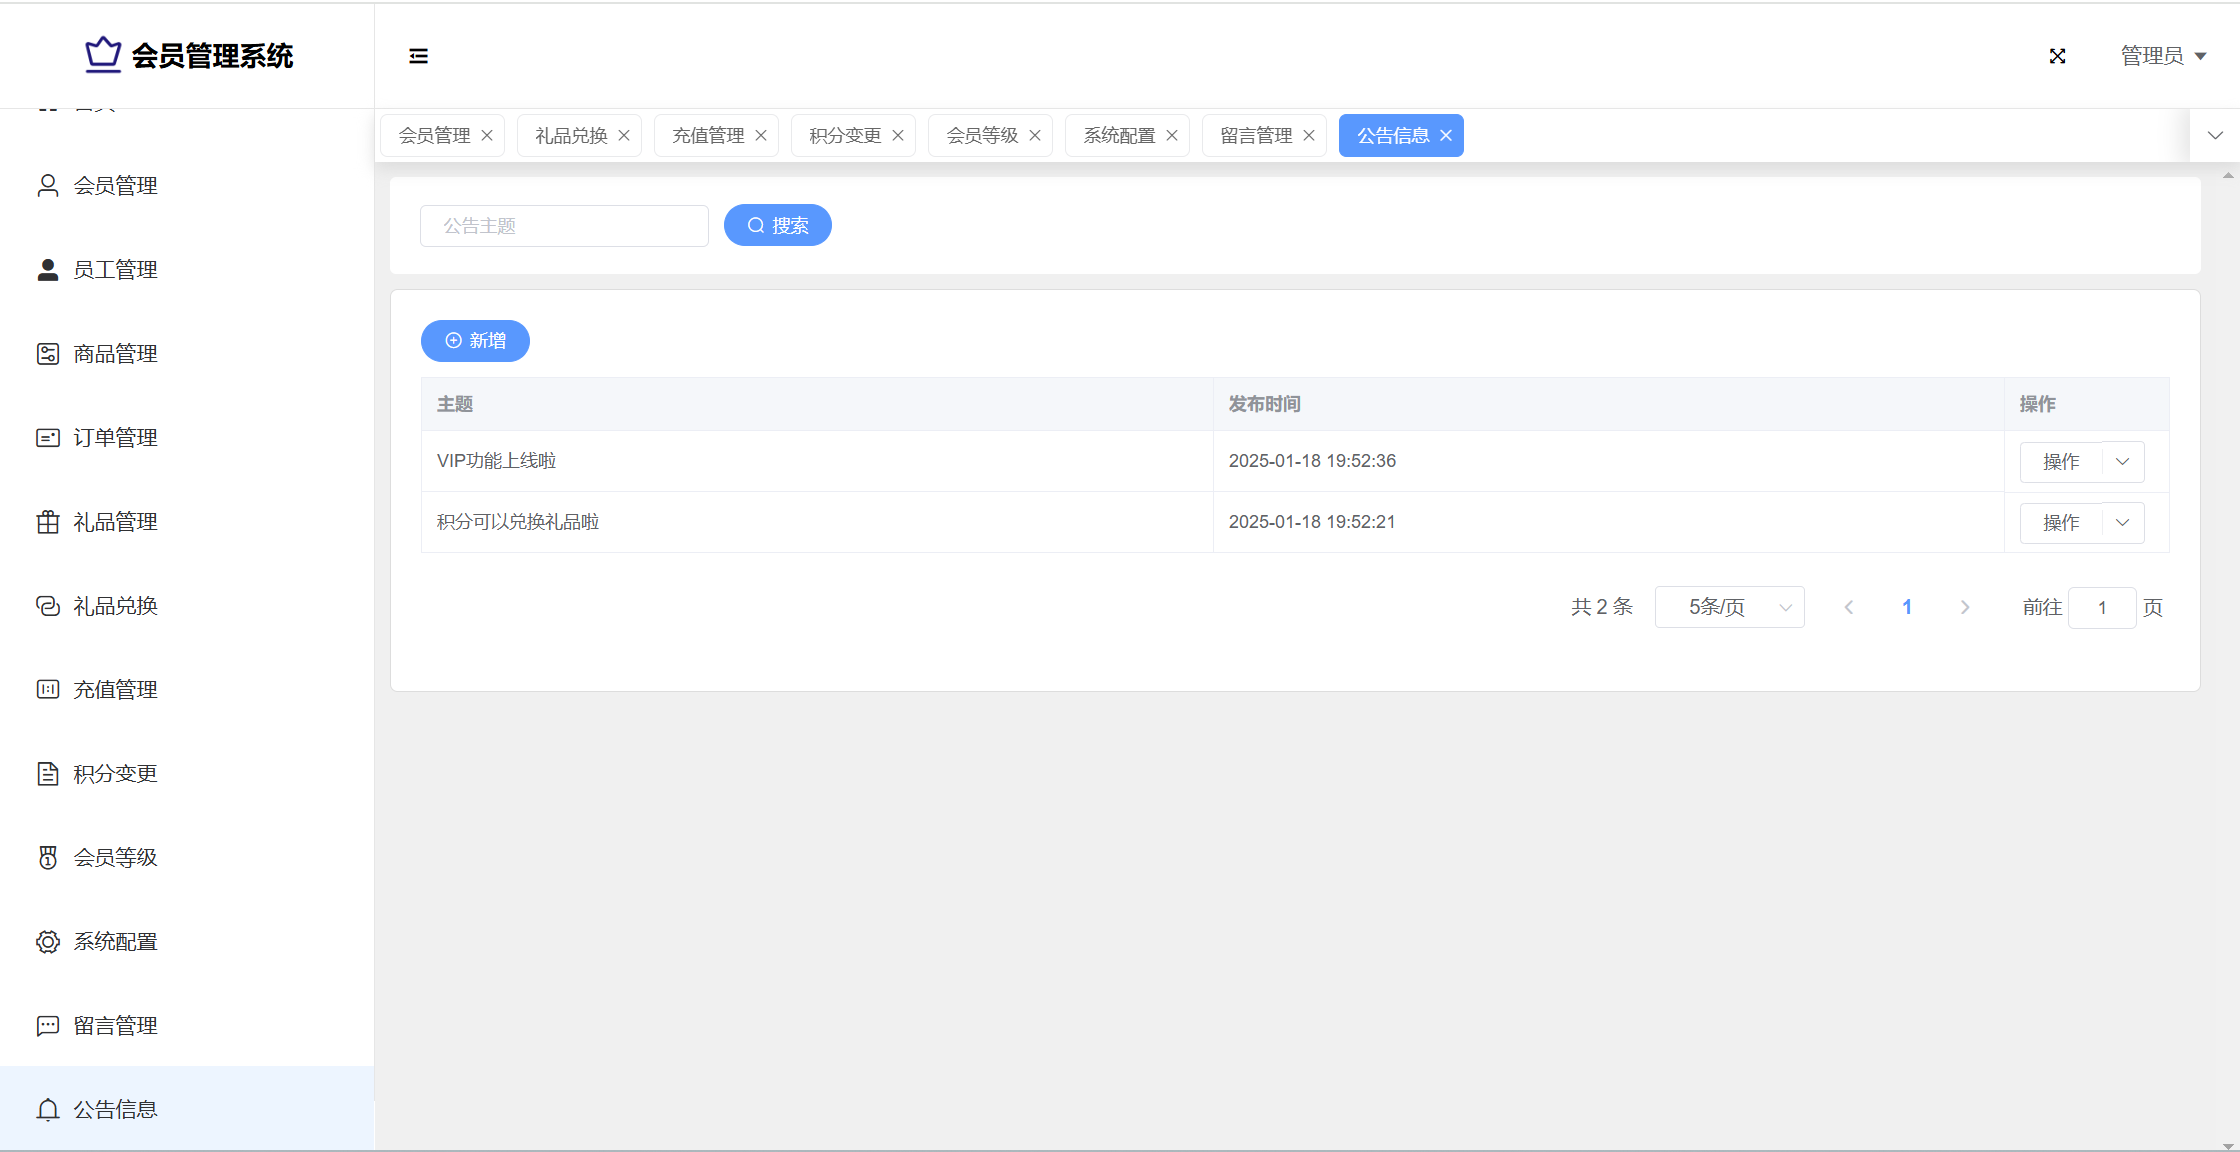 会员管理系统
管理员
会员管理 礼品兑换 充值管理 积分变更 会员等级 系统配置 留言管理 公告信息
会员管理
员工管理
商品管理
订单管理
礼品管理
礼品兑换
充值管理
积分变更
会员等级
系统配置
留言管理
公告信息
公告主题 搜索
新增
主题 发布时间 操作
VIP功能上线啦 2025-01-18 19:52:36 操作
积分可以兑换礼品啦 2025-01-18 19:52:21 操作
共 2 条 5条/页 1 前往 1 页